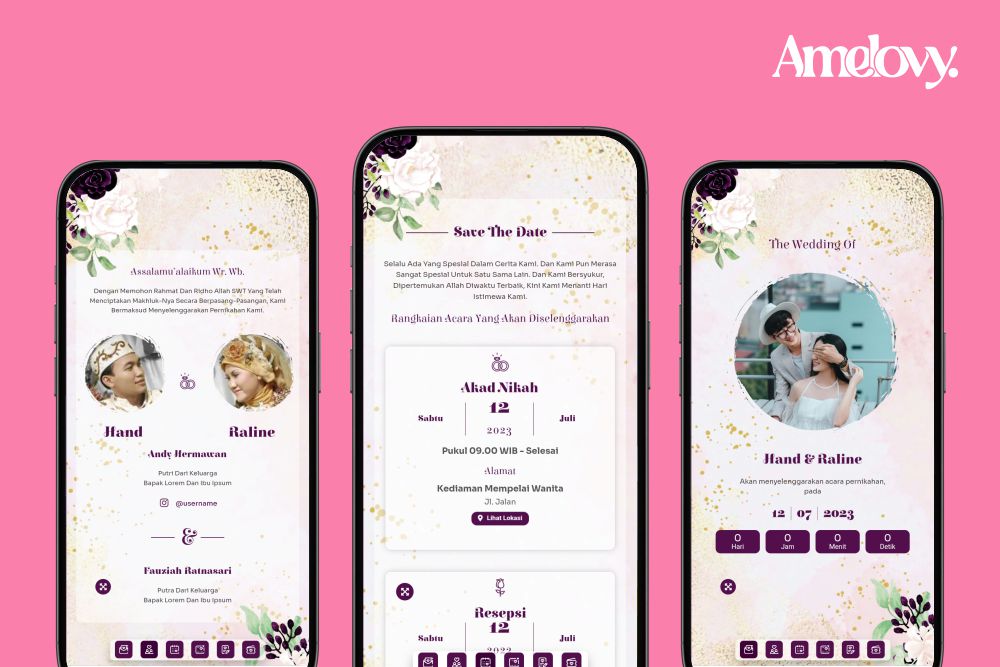 Amelovy.
Assalamu'alaikum Wr. Wb.
Dengan Memohon Rahmat Dan Ridho Allah SWT Yang Telah
Menciptakan Makhluk-Nya Secara Berpasang-Pasangan, Kami
Bermaksud Menyelenggarakan Pernikahan Kami.
Hand
Raline
Andy Hermawan
Putri Dari Keluarga
Bapak Lorem Dan Ibu Ipsum
@username
&
Fauziah Ratnasari
Putra Dari Keluarga
Bapak Lorem Dan Ibu Ipsum
Save The Date
Selalu Ada Yang Spesial Dalam Cerita Kami. Dan Kami Pun Merasa
Sangat Spesial Untuk Satu Sama Lain. Dan Kami Bersyukur,
Dipertemukan Allah Diwaktu Terbaik, Kini Kami Menanti Hari
Istimewa Kami.
Rangkaian Acara Yang Akan Diselenggarakan
Akad Nikah
Sabtu
12
2023
Juli
Pukul 09.00 WIB - Selesai
Alamat
Kediaman Mempelai Wanita
Jl. Jalan
Lihat Lokasi
Resepsi
Sabtu
12
2023
Juli
The Wedding Of
Hand & Raline
Akan menyelenggarakan acara pernikahan,
pada
12 | 07 | 2023
0 Hari
0 Jam
0 Menit
0 Detik